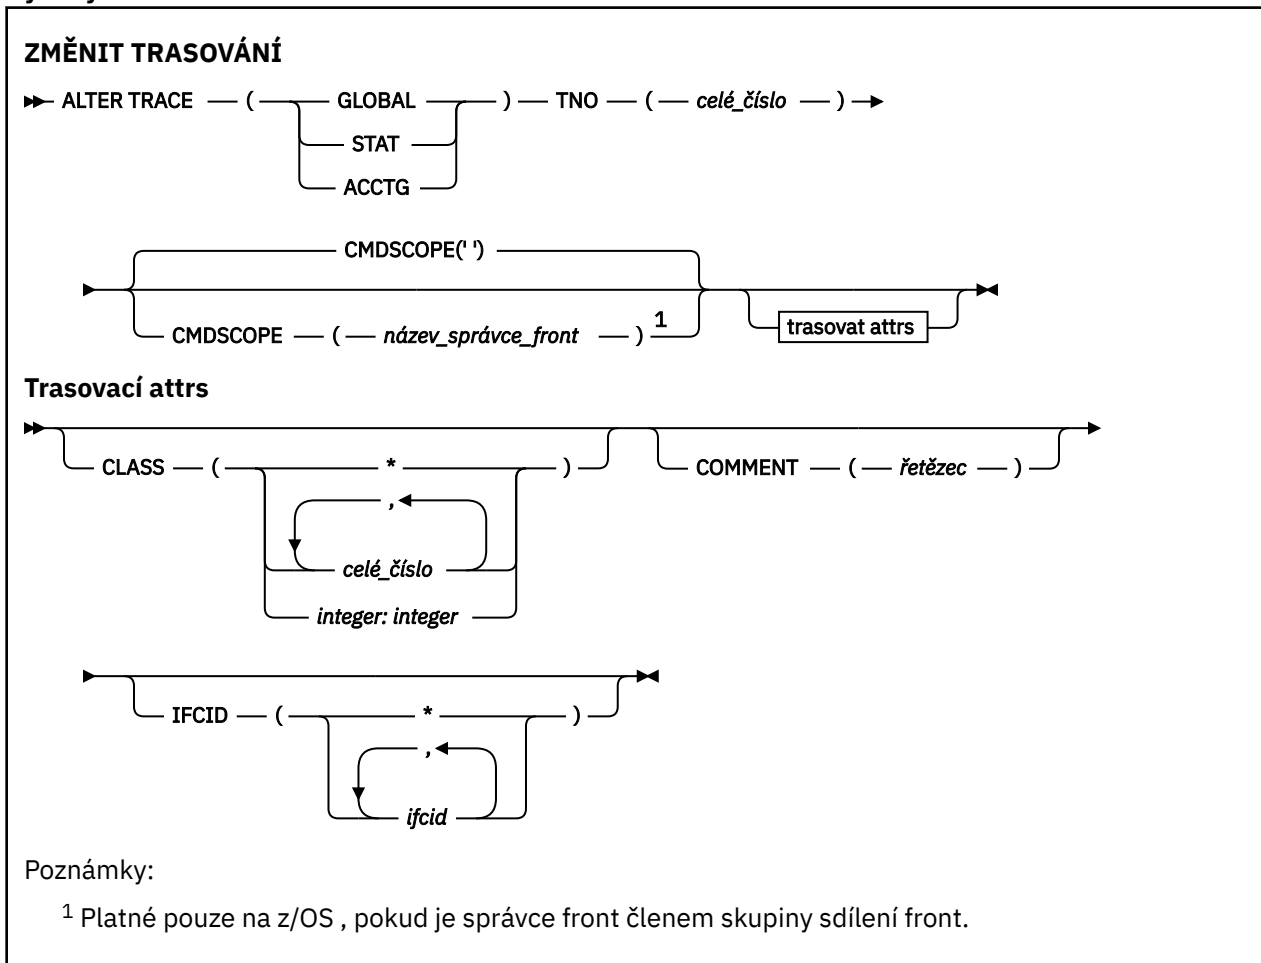 ZMĚNIT TRASOVÁNÍ
ALTER TRACE ( GLOBAL ) TNO ( celé_číslo )
STAT
ACCTG
CMDSCOPE(' ')
CMDSCOPE ( název_správce_front ) 1
trasovat attrs
Trasovací attrs
CLASS ( * ) COMMENT ( řetězec )
,
celé_číslo
integer: integer
IFCID ( * )
,
ifcid
Poznámky:
1 Platné pouze na z/OS , pokud je správce front členem skupiny sdílení front.